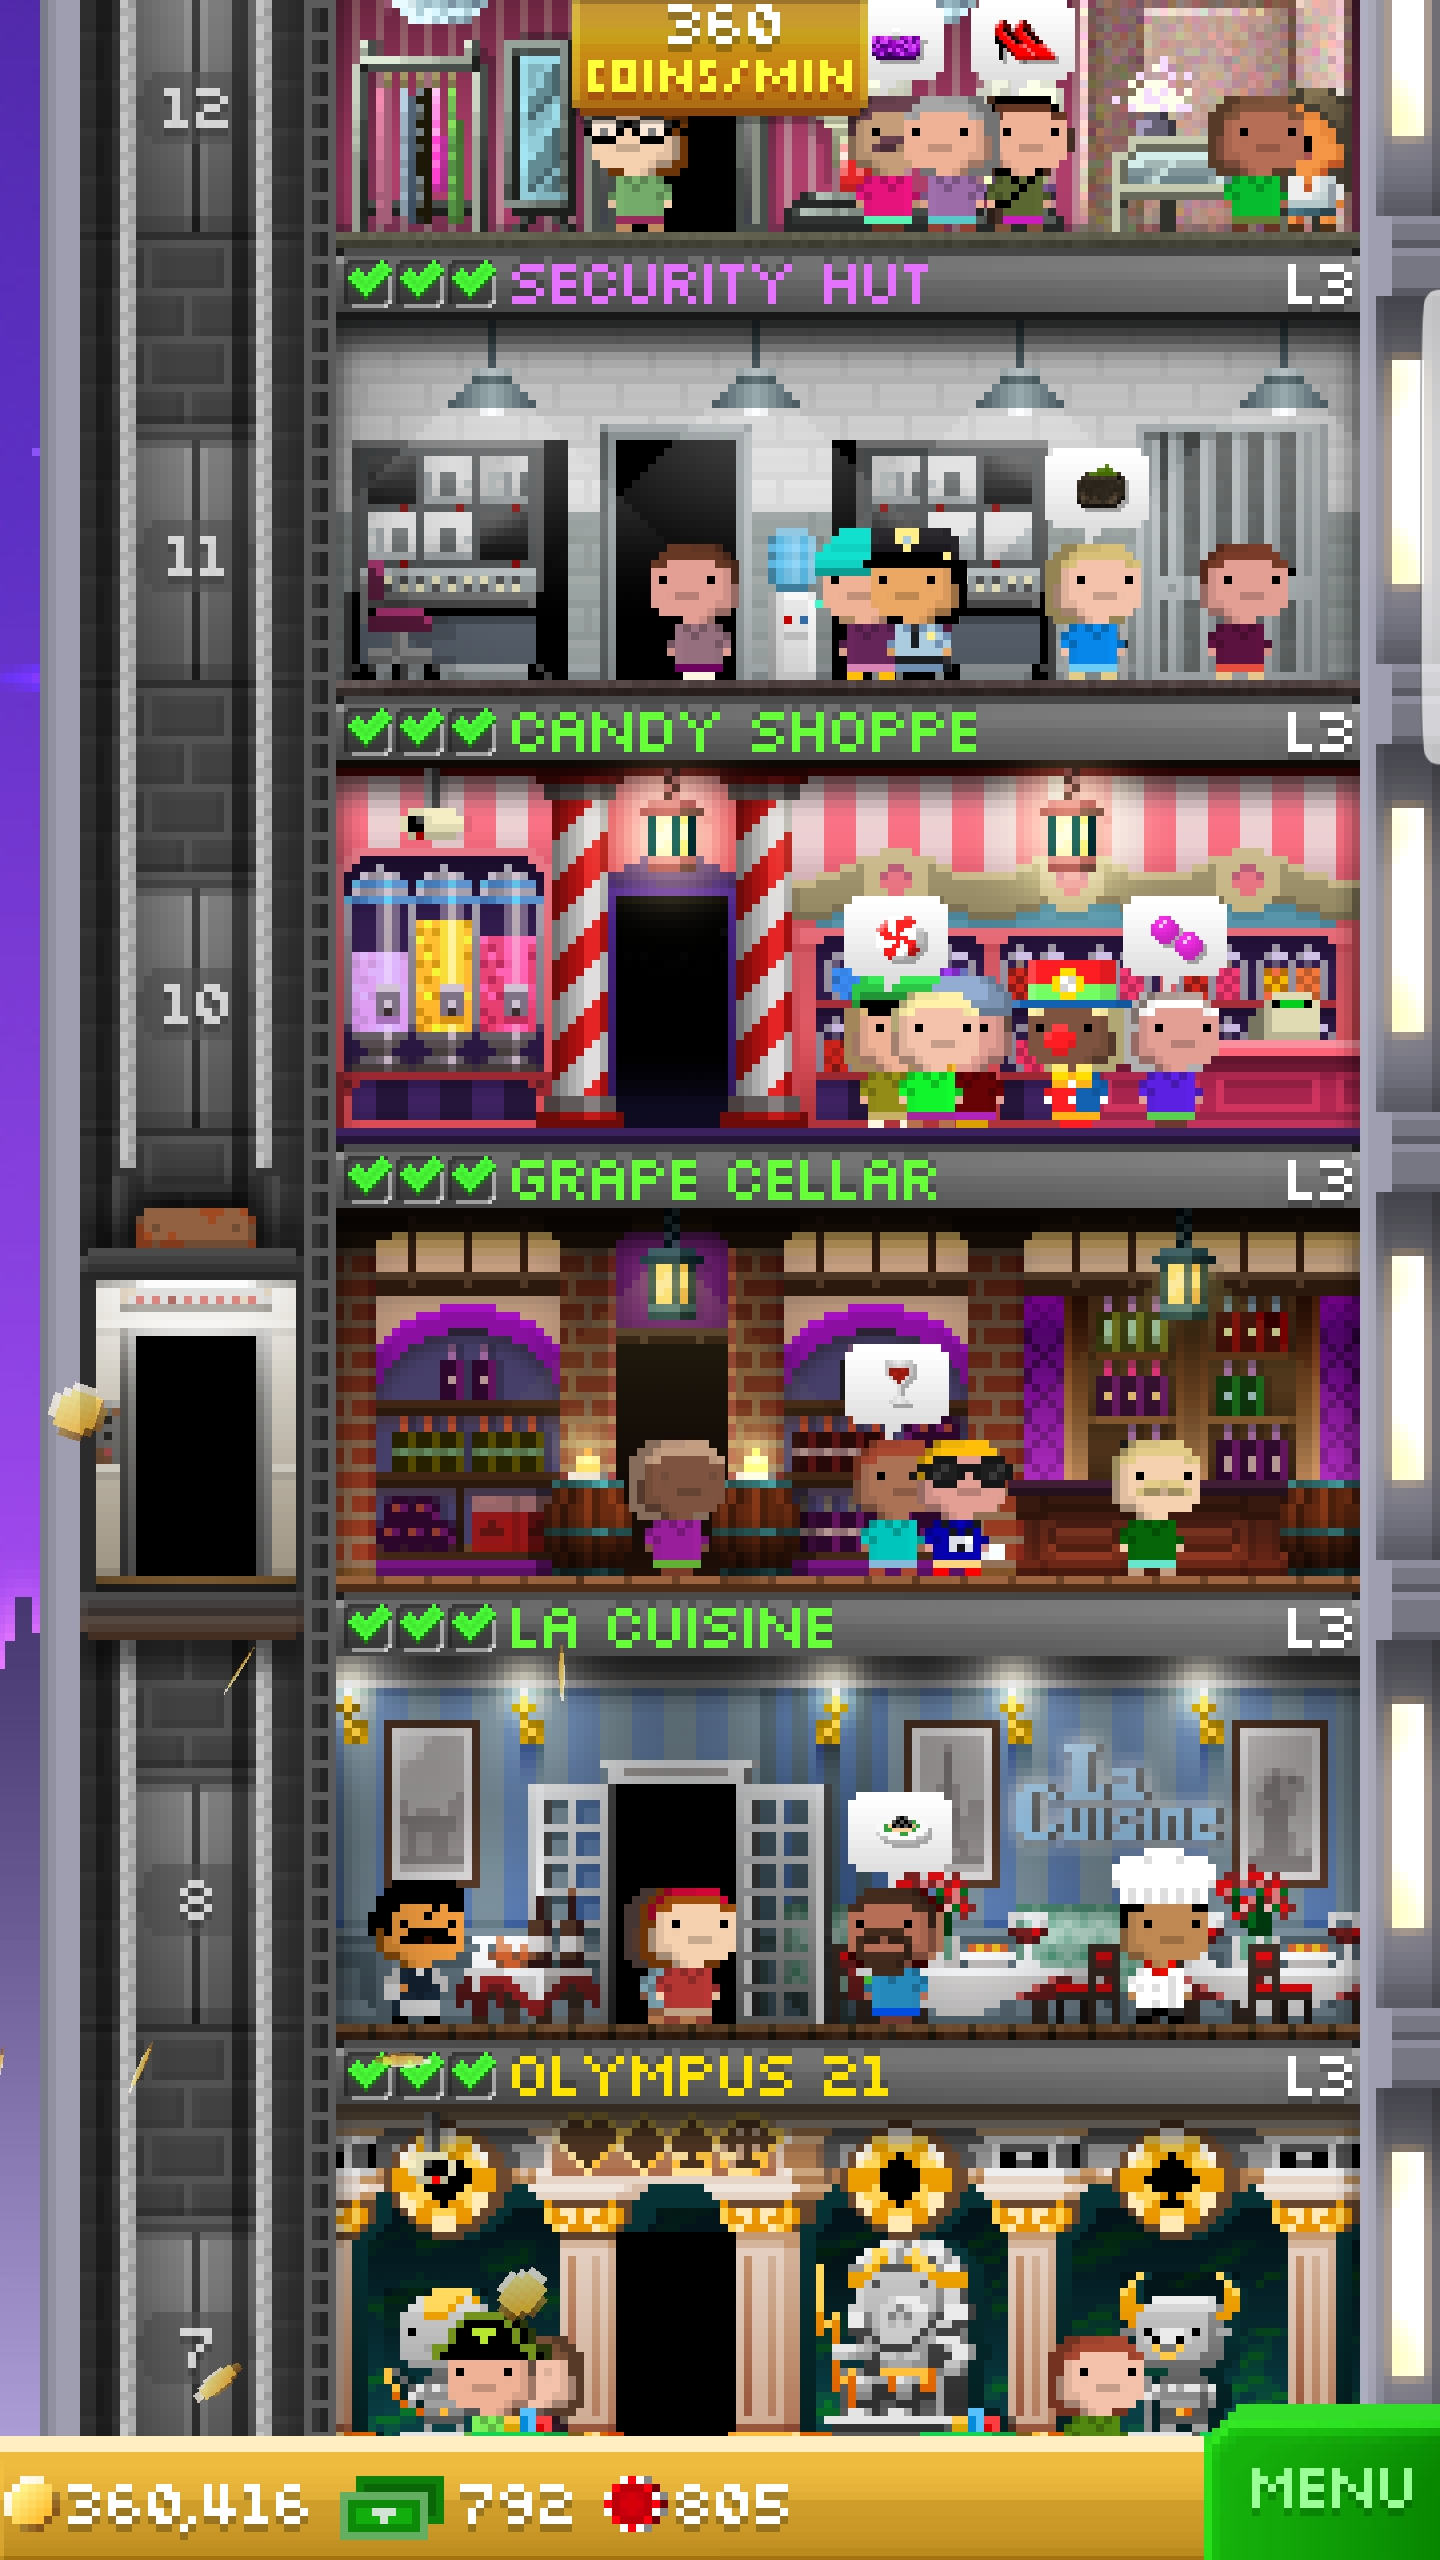 360
COINS/MIN
12
SECURITY HUT L3
11
CANDY SHOPPE L3
10
GRAPE CELLAR L3
LA CUISINE L3
La
Cuisine
8
OLYMPUS 21 L3
7
360,416 792 805 MENU